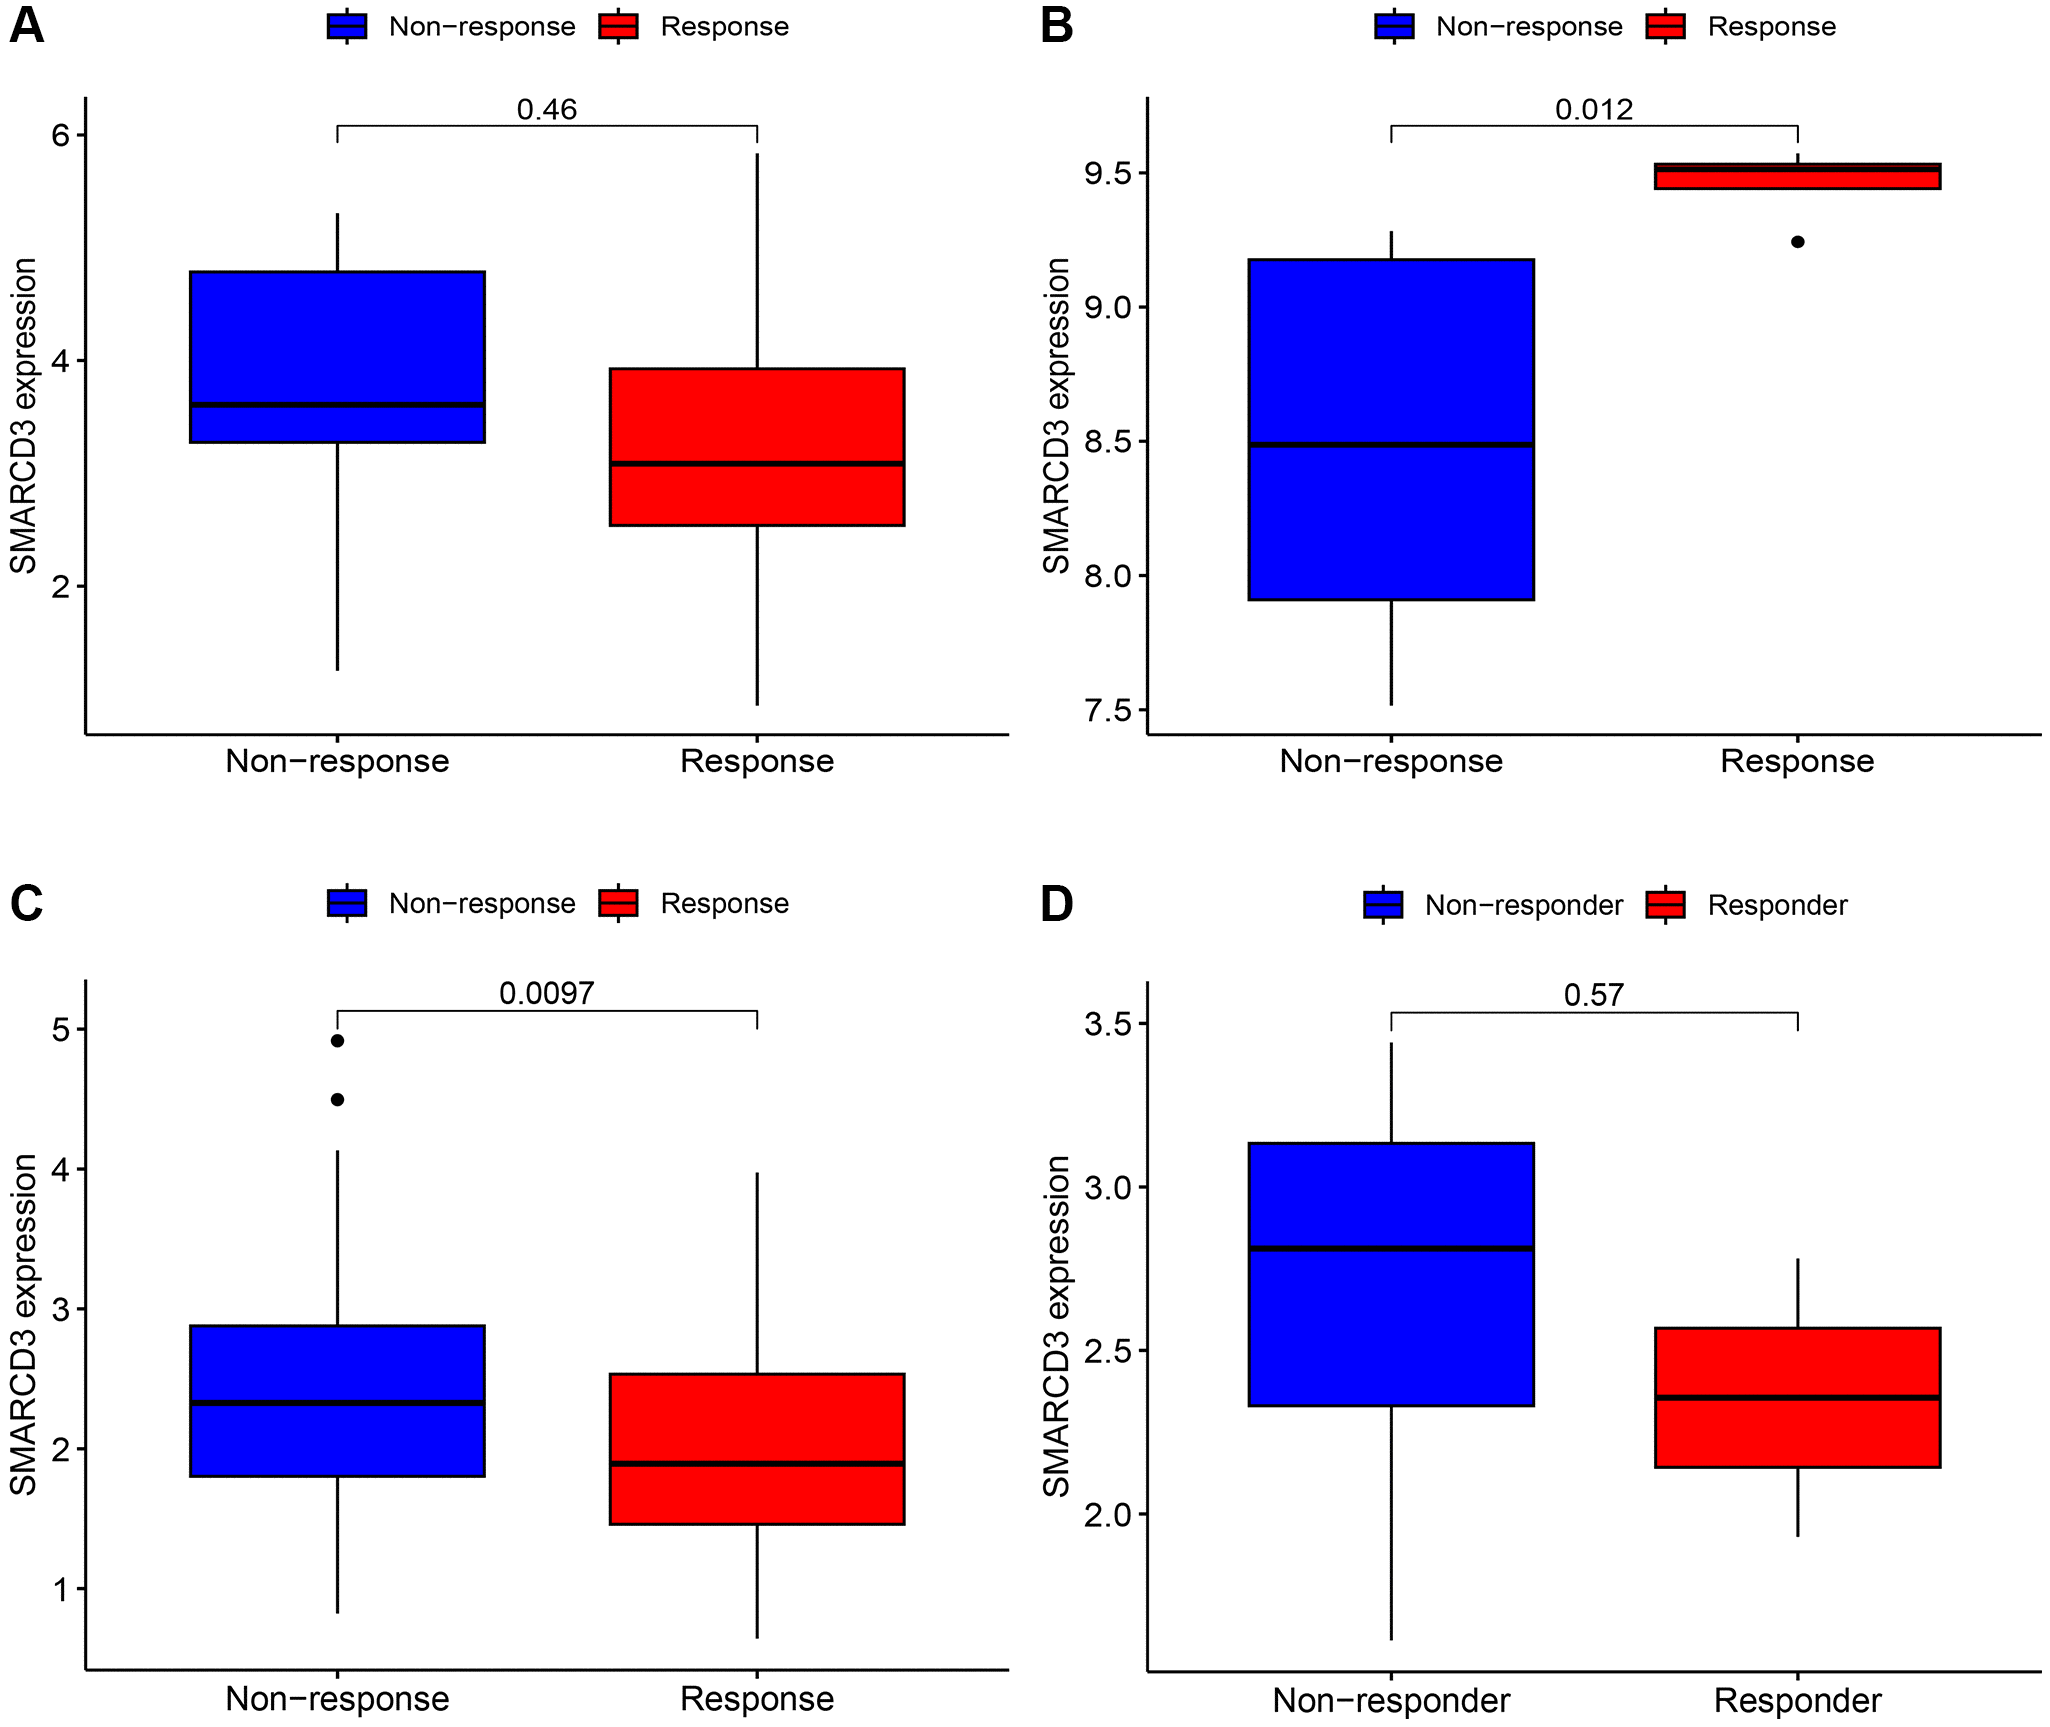 A
Non−response Response
0.46
6
4
2
SMARCD3 expression
Non−response Response
B
Non−response Response
0.012
9.5
9.0
8.5
8.0
7.5
SMARCD3 expression
Non−response Response
C
Non−response Response
0.0097
5
4
3
2
1
SMARCD3 expression
Non−response Response
D
Non−responder Responder
0.57
3.5
3.0
2.5
2.0
SMARCD3 expression
Non−responder Responder